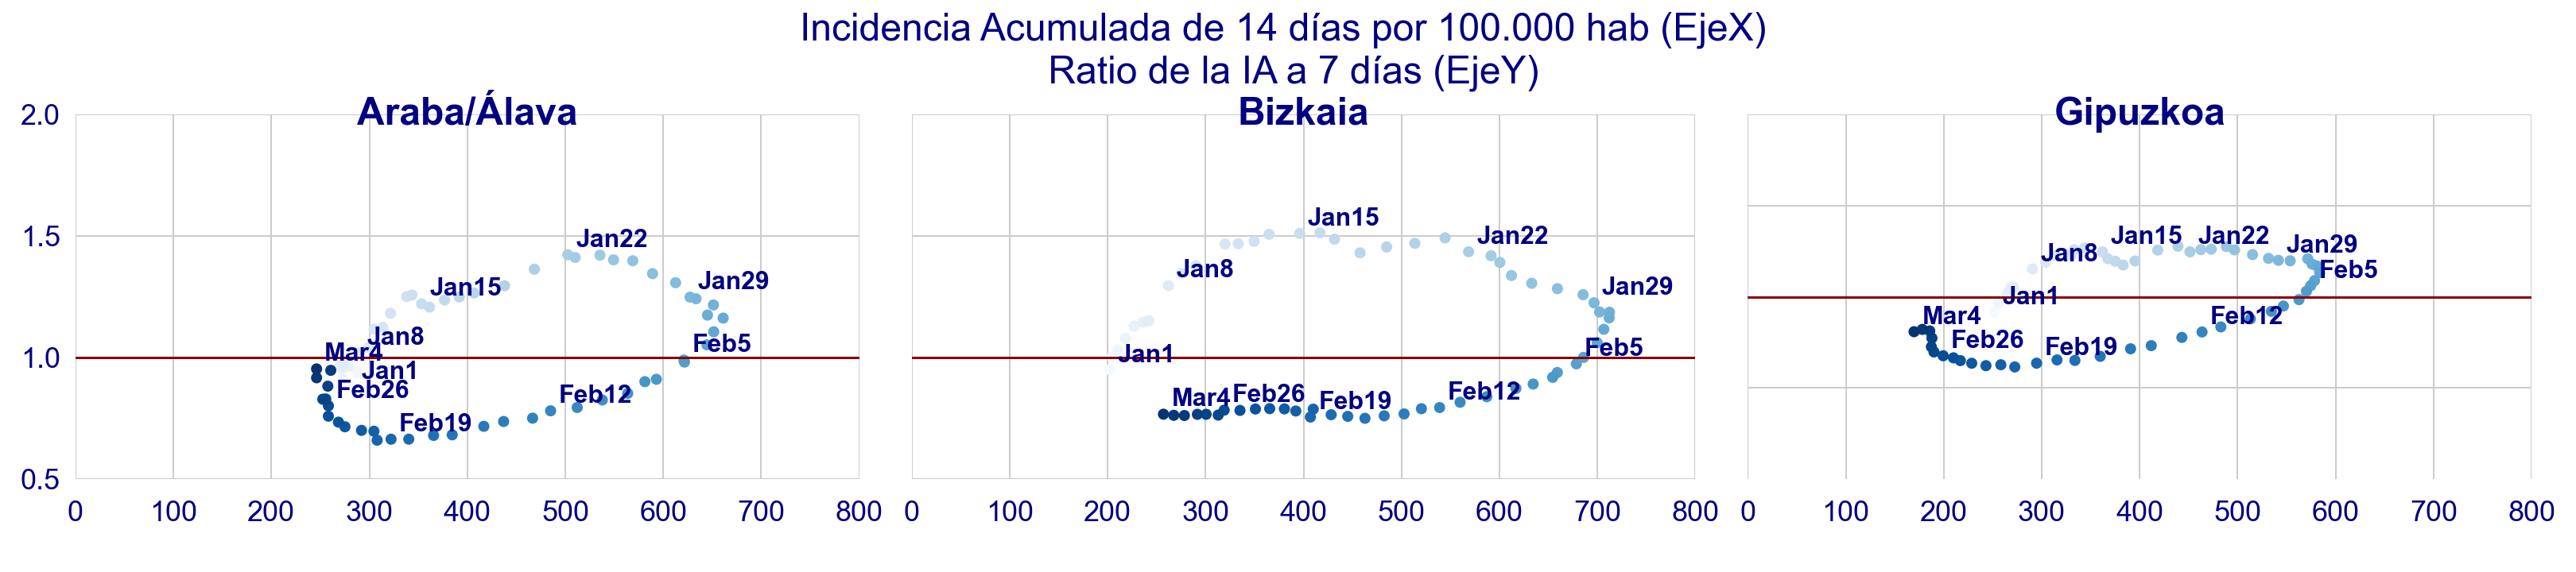 Incidencia Acumulada de 14 días por 100.000 hab (EjeX)
Ratio de la IA a 7 días (EjeY)
Araba/Álava
2.0
1.5
1.0
0.5
Jan22
Jan29
Jan15
Jan8
Feb5
Mar4
Jan1
Feb26
Feb12
Feb19
0 100 200 300 400 500 600 700 800
Bizkaia
Jan15
Jan22
Jan8
Jan29
Jan1
Feb5
Mar4
Feb26
Feb19
Feb12
0 100 200 300 400 500 600 700 800
Gipuzkoa
Jan15
Jan22
Jan29
Jan8
Feb5
Jan1
Mar4
Feb12
Feb26
Feb19
0 100 200 300 400 500 600 700 800